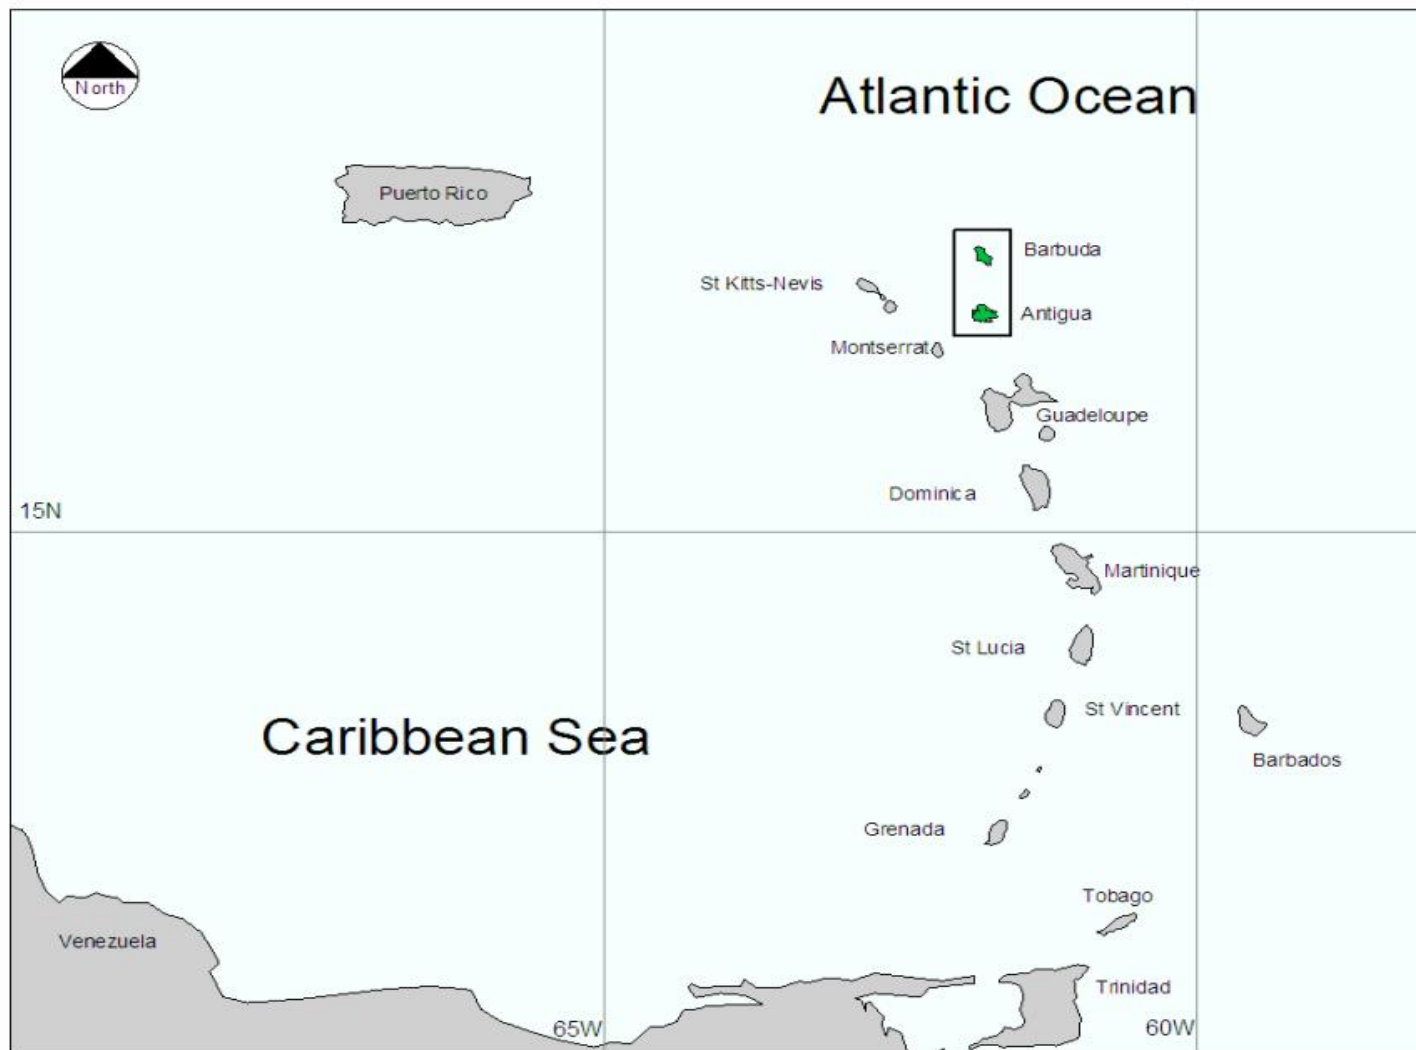 North
Atlantic Ocean
Puerto Rico
Barbuda
St Kitts-Nevis
Antigua
Montserrat
Guadeloupe
Dominica
15N
Martinique
St Lucia
St Vincent
Caribbean Sea
Barbados
Grenada
Tobago
Venezuela
Trinidad
65W
60W